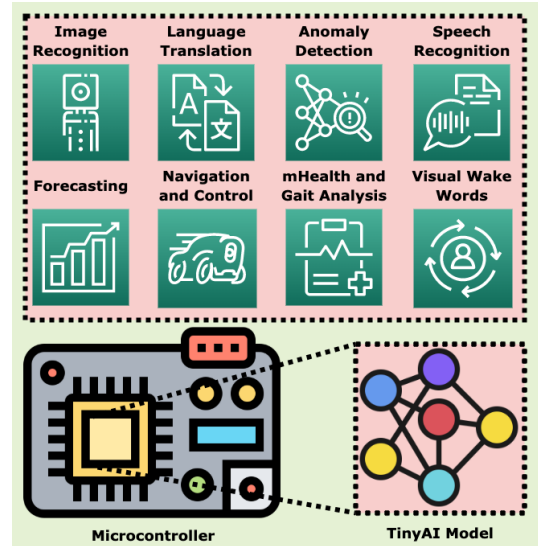 Image
Recognition
Language
Translation
Anomaly
Detection
Speech
Recognition
A
文
Forecasting
Navigation
and Control
mHealth and
Gait Analysis
Visual Wake
Words
Microcontroller
TinyAI Model